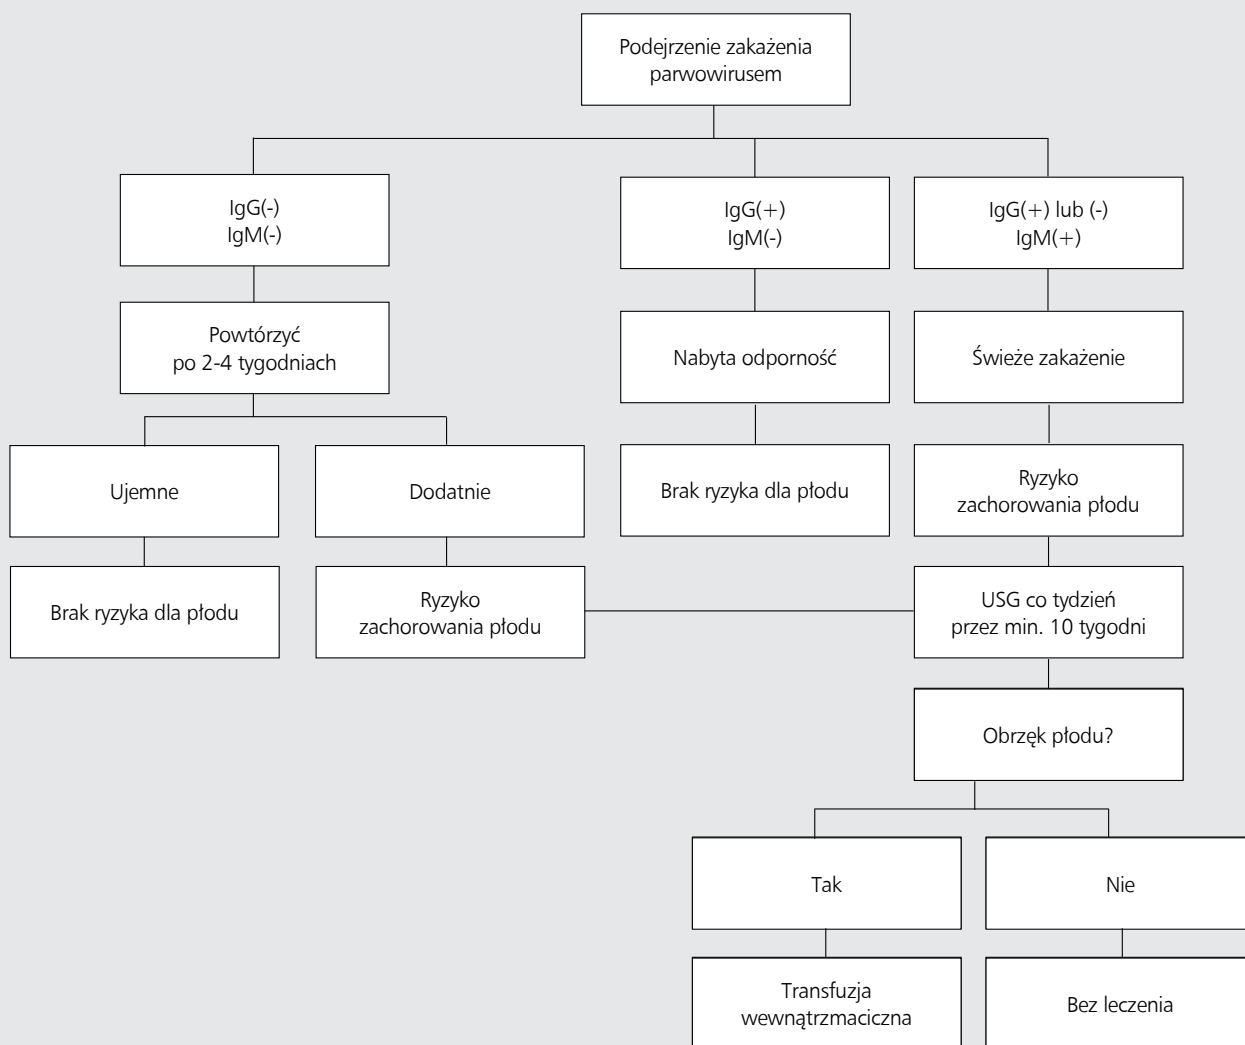 Podejrzenie zakażenia
parwowirusem
IgG(-)
IgM(-)
IgG(+)
IgM(-)
IgG(+) lub (-)
IgM(+)
Powtórzyć
po 2-4 tygodniach
Nabyta odporność
Świeże zakażenie
Ujemne
Dodatnie
Brak ryzyka dla płodu
Ryzyko
zachorowania płodu
Brak ryzyka dla płodu
Ryzyko
zachorowania płodu
USG co tydzień
przez min. 10 tygodni
Obrzęk płodu?
Tak
Nie
Transfuzja
wewnątrzmaciczna
Bez leczenia